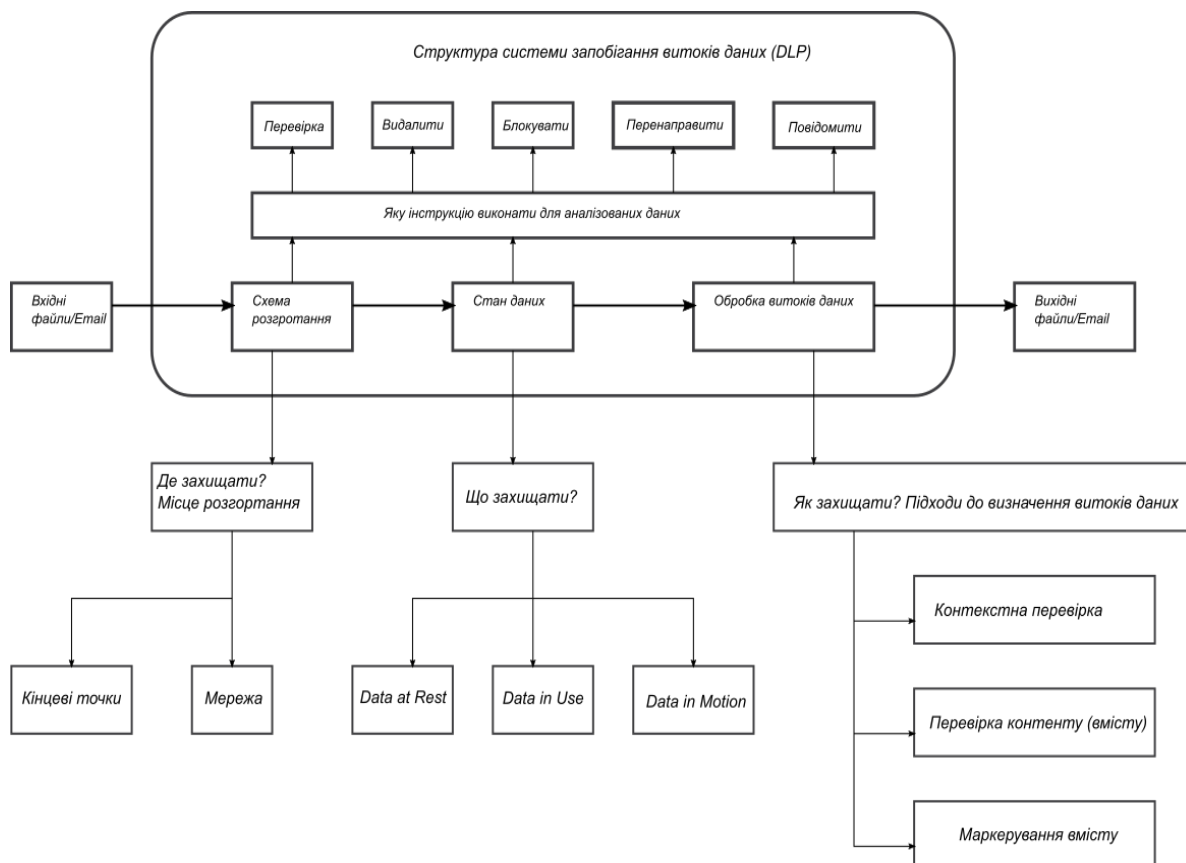 Структура системи запобігання витоків даних (DLP)
Перевірка
Видалити
Блокувати
Перенаправити
Повідомити
Яку інструкцію виконати для аналізованих даних
Вхідні
файли/Email
Схема
розгротання
Стан даних
Обробка витоків даних
Вихідні
файли/Email
Де захищати?
Місце розгортання
Що захищати?
Як захищати? Підходи до визначення витоків даних
Контекстна перевірка
Кінцеві точки
Мережа
Data at Rest
Data in Use
Data in Motion
Перевірка контенту (вмісту)
Маркерування вмісту